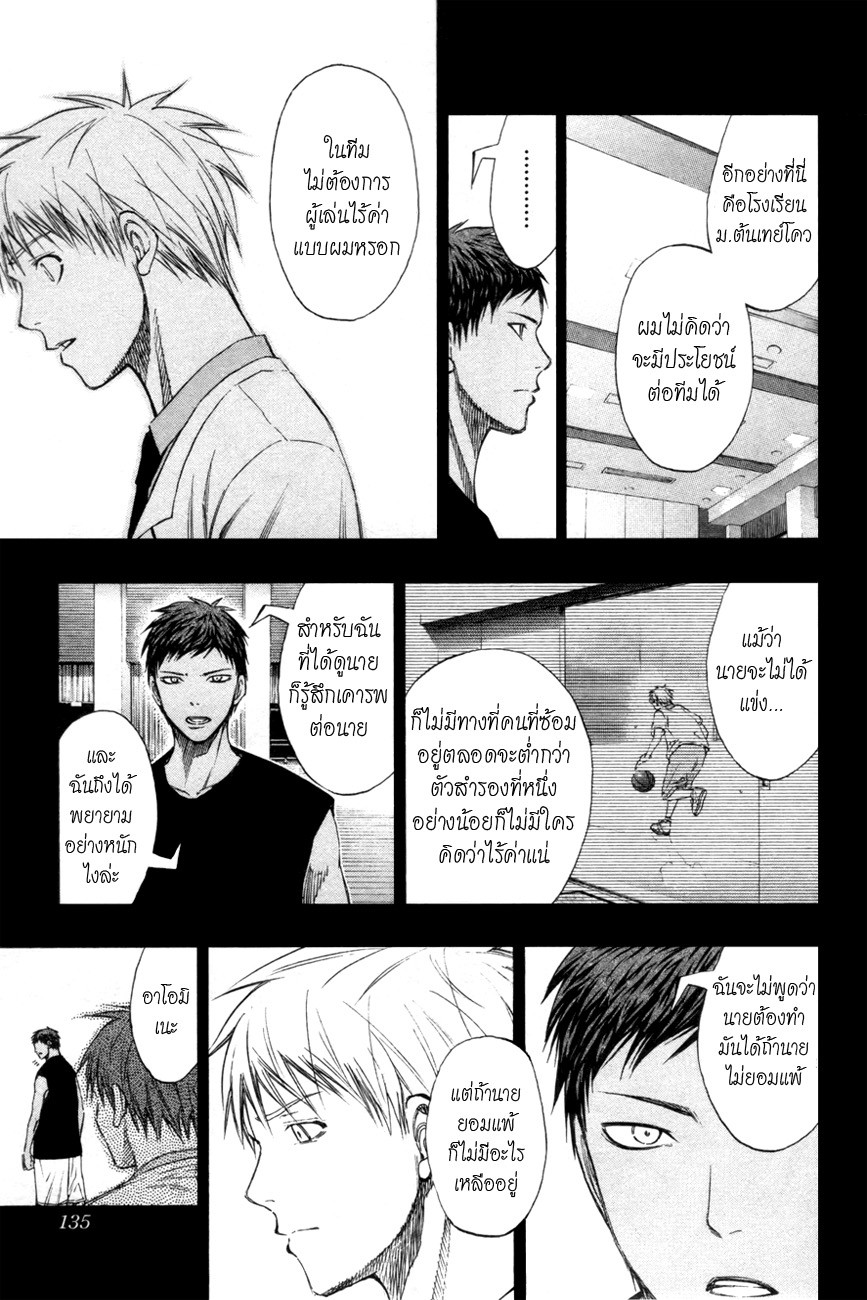 อีกอย่างที่นี่
คือโรงเรียน
ม.ต้นเทย์โคว
ผมไม่คิดว่า
จะมีประโยชน์
ต่อทีมได้
.........
ในทีม
ไม่ต้องการ
ผู้เล่นไร้ค่า
แบบผมหรอก
แม้ว่า
นายจะไม่ได้
แข่ง...
ก็ไม่มีทางที่คนที่ซ้อม
อยู่ตลอดจะต่ำกว่า
ตัวสำรองที่หนึ่ง
อย่างน้อยก็ไม่มีใคร
คิดว่าไร้ค่าแน่
สำหรับฉัน
ที่ได้ดูนาย
ก็รู้สึกเคารพ
ต่อนาย
และ
ฉันถึงได้
พยายาม
อย่างหนัก
ไงล่ะ
ฉันจะไม่พูดว่า
นายต้องทำ
มันได้ถ้านาย
ไม่ยอมแพ้
แต่ถ้านาย
ยอมแพ้
ก็ไม่มีอะไร
เหลืออยู่
อาโอมิ
เนะ
135